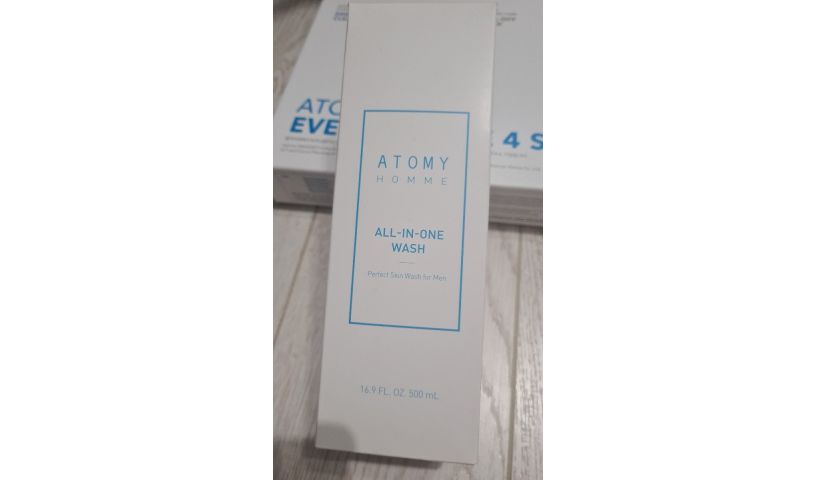 ATO
EVE
4 S
ATOMY
HOMME
ALL-IN-ONE
WASH
Perfect Skin Wash for Men
16.9 FL. OZ. 500 mL